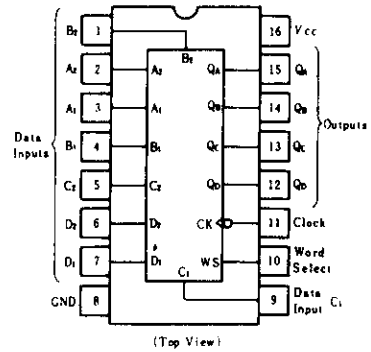 B₂ 1 16 Vcc
B₂
A₂ 2 A₂ QA 15 QA
A₁ 3 A₁ QB 14 QB
Data Inputs
Outputs
B₁ 4 B₁ QC 13 QC
C₂ 5 C₂ QD 12 QD
D₂ 6 D₂ CK 11 Clock
D₁ 7 D₁ WS 10 Word Select
C₁
GND 8 9 Data Input C₁
(Top View)